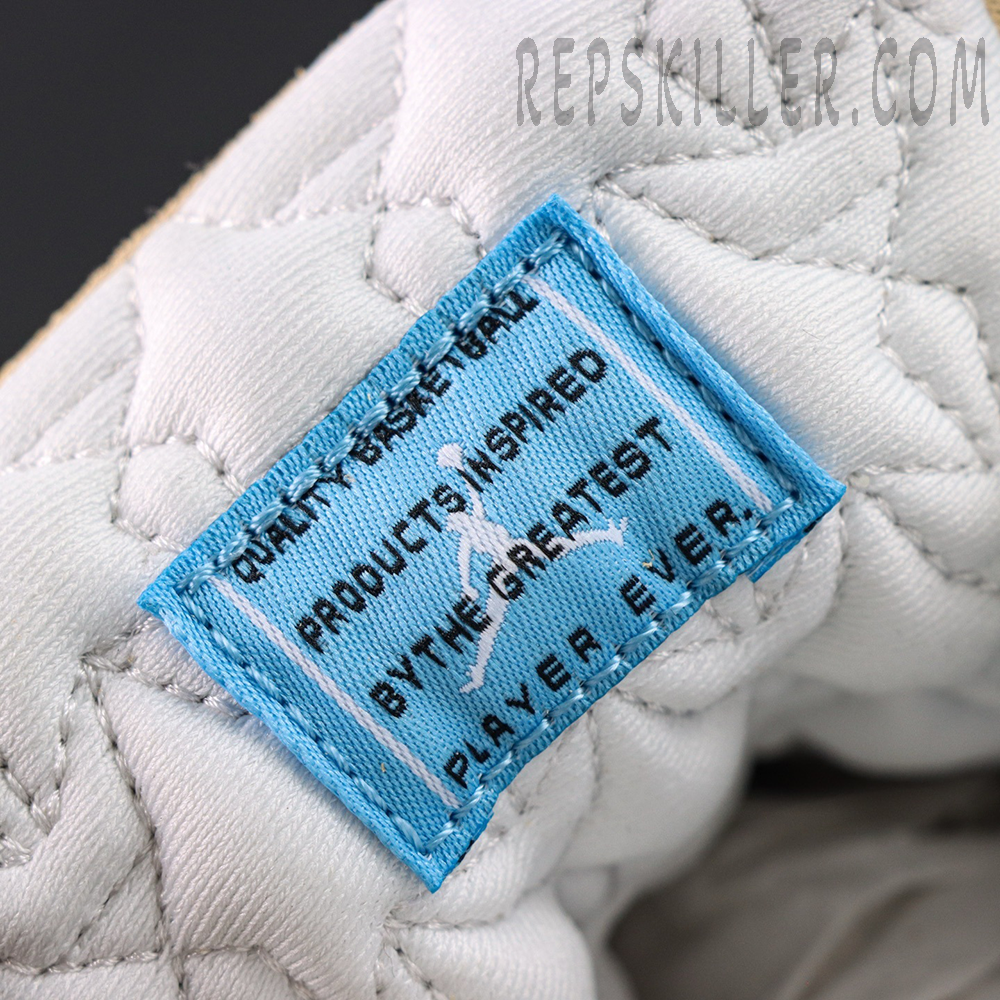 REPSKILLER.COM
QUALITY BASKETBALL
PRODUCTS INSPIRED
BY THE GREATEST
PLAYER EVER.